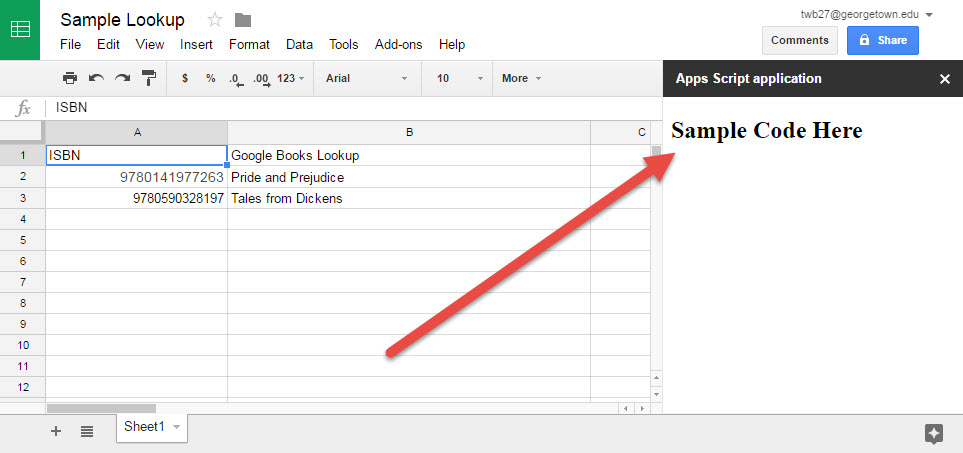 Sample Lookup
twb27@georgetown.edu
File Edit View Insert Format Data Tools Add-ons Help
Comments Share
$ % .0 .00 123 Arial 10 More
Apps Script application
fx ISBN
Sample Code Here
A B C
1 ISBN Google Books Lookup
2 9780141977263 Pride and Prejudice
3 9780590328197 Tales from Dickens
4
5
6
7
8
9
10
11
12
Sheet1